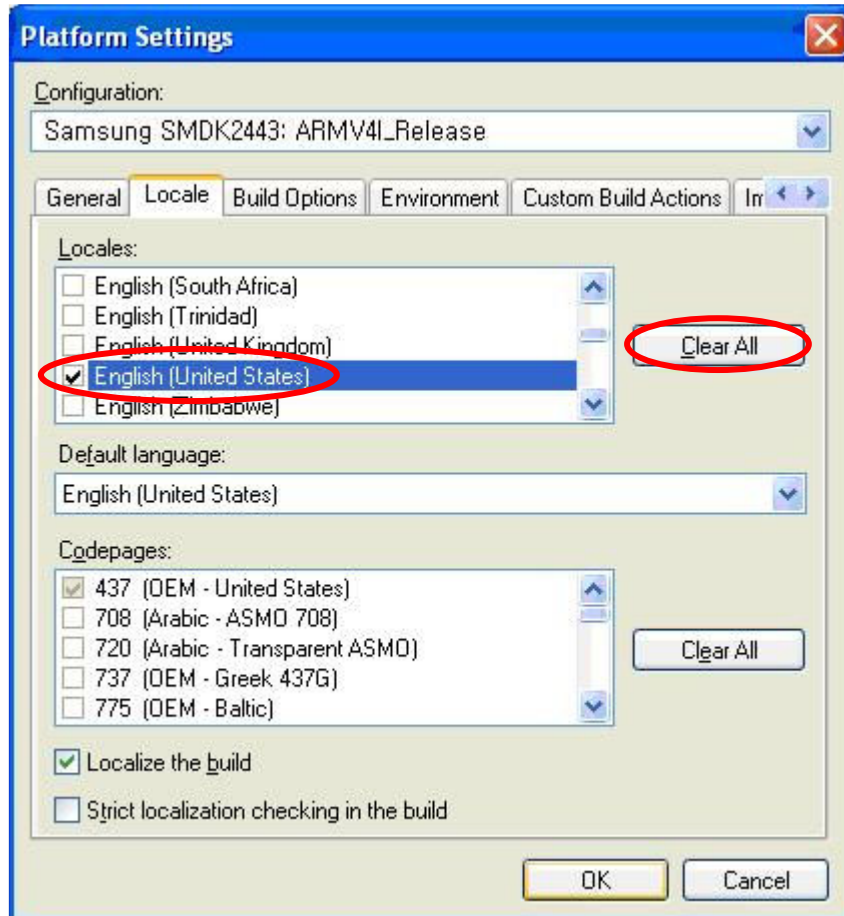 Platform Settings
Configuration:
Samsung SMDK2443: ARMV4I_Release
General Locale Build Options Environment Custom Build Actions Im
Locales:
English (South Africa)
English (Trinidad)
English (United Kingdom)
English (United States)
English (Zimbabwe)
Clear All
Default language:
English (United States)
Codepages:
437 (OEM - United States)
708 (Arabic - ASMO 708)
720 (Arabic - Transparent ASMO)
737 (OEM - Greek 437G)
775 (OEM - Baltic)
Clear All
Localize the build
Strict localization checking in the build
OK Cancel